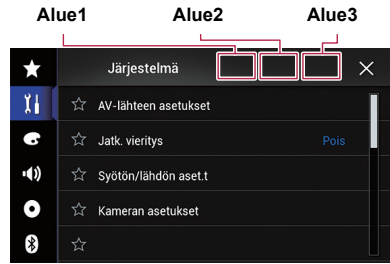 Alue1 Alue2 Alue3
Järjestelmä
AV-lähteen asetukset
Jatk. vieritys Pois
Syötön/lähdön aset.t
Kameran asetukset